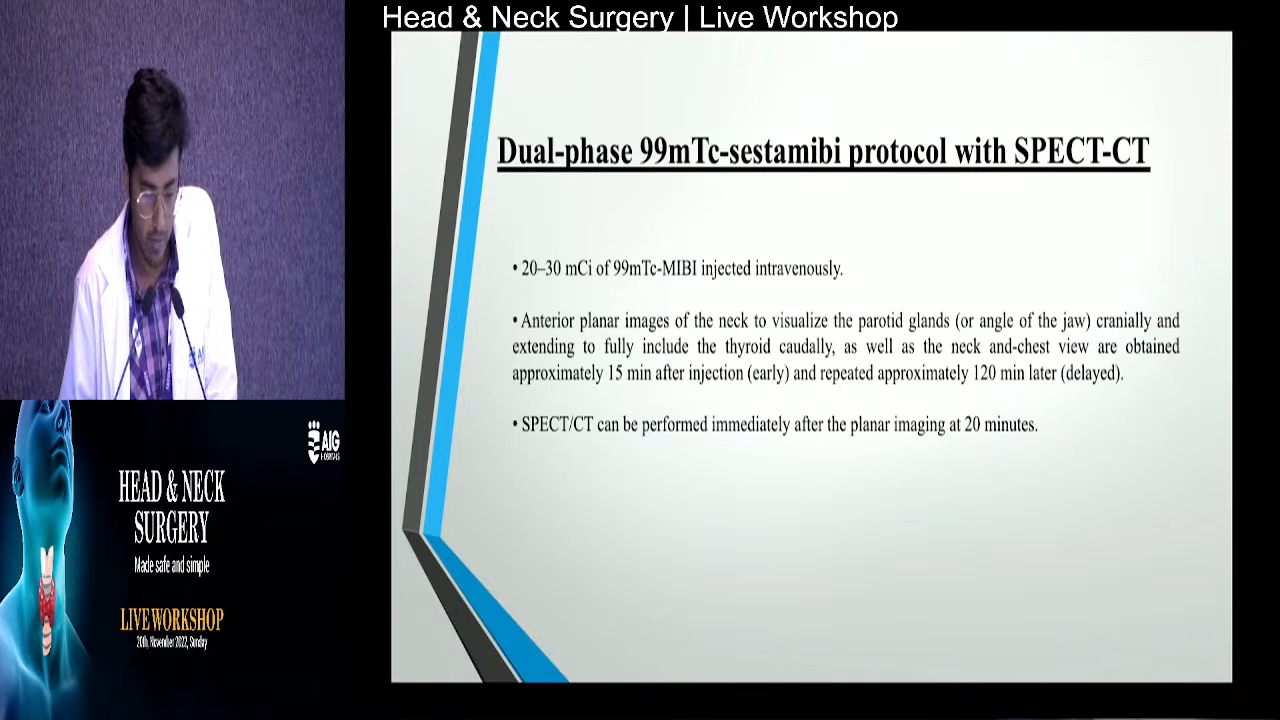 Head & Neck Surgery | Live Workshop
Dual-phase 99mTc-sestamibi protocol with SPECT-CT
• 20–30 mCi of 99mTc-MIBI injected intravenously.
• Anterior planar images of the neck to visualize the parotid glands (or angle of the jaw) cranially and
extending to fully include the thyroid caudally, as well as the neck and-chest view are obtained
approximately 15 min after injection (early) and repeated approximately 120 min later (delayed).
• SPECT/CT can be performed immediately after the planar imaging at 20 minutes.
AIG
HOSPITALS
HEAD & NECK
SURGERY
Made safe and simple
LIVE WORKSHOP
20th, November 2022, Sunday